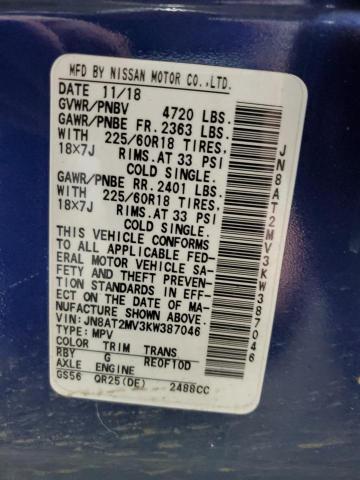 MFD BY NISSAN MOTOR CO.,LTD.
DATE 11/18
GVWR/PNBV 4720 LBS.
GAWR/PNBE FR. 2363 LBS.
WITH 225/60R18 TIRES.
18X7J RIMS.AT 33 PSI
COLD SINGLE.
GAWR/PNBE RR. 2401 LBS.
WITH 225/60R18 TIRES.
18X7J RIMS.AT 33 PSI
COLD SINGLE.
THIS VEHICLE CONFORMS
TO ALL APPLICABLE FED-
ERAL MOTOR VEHICLE SA-
FETY AND THEFT PREVENT-
ION STANDARDS IN EFFECT
ON THE DATE OF MA-
NUFACTURE SHOWN ABOVE.
VIN:JN8AT2MV3KW387046
TYPE:MPV
COLOR TRIM TRANS
RBY G RE0F10D
AXLE ENGINE
GS56 QR25(DE) 2488CC
JN8AT2MV3KW387046